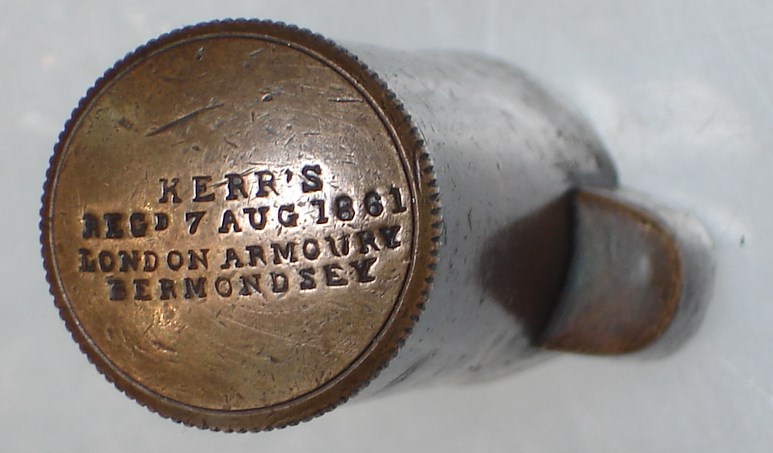 KERR'S
REGD 7 AUG 1861
LONDON ARMOURY
BERMONDSEY